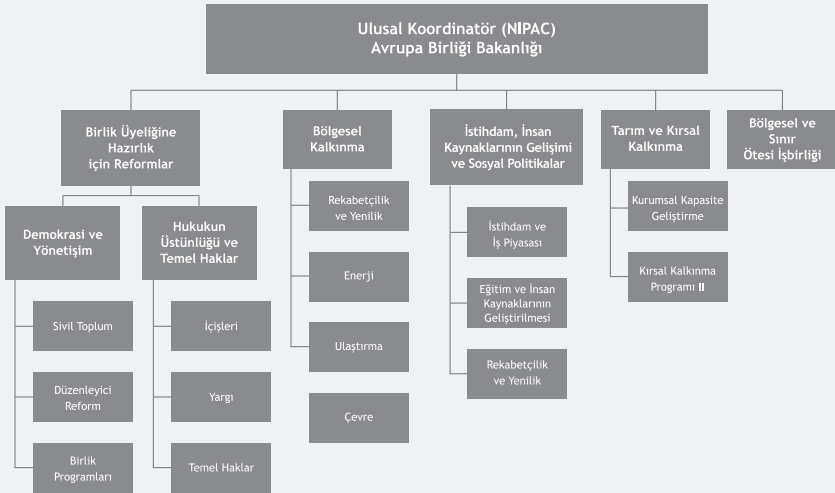 Ulusal Koordinatör (NIPAC)
Avrupa Birliği Bakanlığı
Birlik Üyeliğine
Hazırlık
için Reformlar
Bölgesel
Kalkınma
İstihdam, İnsan
Kaynaklarının Gelişimi
ve Sosyal Politikalar
Tarım ve Kırsal
Kalkınma
Bölgesel ve
Sınır
Ötesi İşbirliği
Demokrasi ve
Yönetişim
Hukukun
Üstünlüğü ve
Temel Haklar
Sivil Toplum
Düzenleyici
Reform
Birlik
Programları
İçişleri
Yargı
Temel Haklar
Rekabetçilik
ve Yenilik
Enerji
Ulaştırma
Çevre
İstihdam ve
İş Piyasası
Eğitim ve İnsan
Kaynaklarının
Geliştirilmesi
Rekabetçilik
ve Yenilik
Kurumsal Kapasite
Geliştirme
Kırsal Kalkınma
Programı II